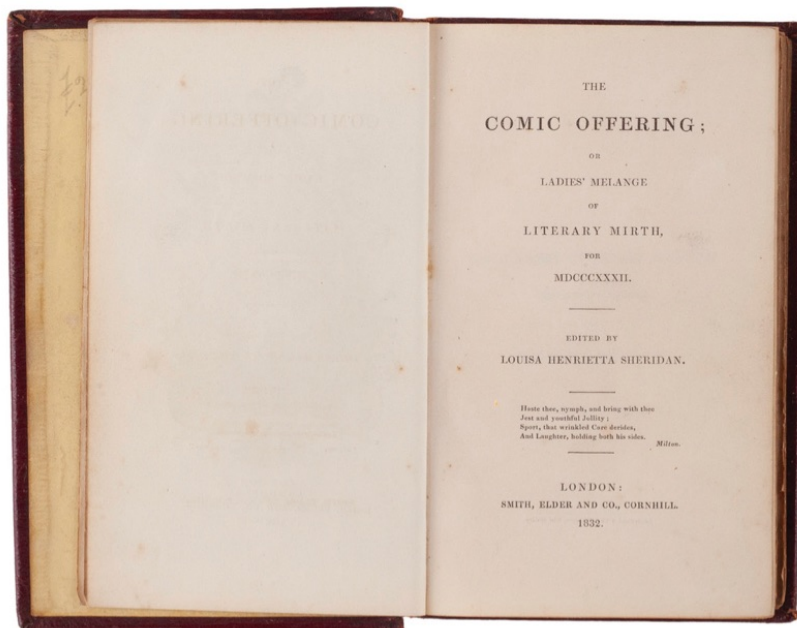 THE
COMIC OFFERING;
OR
LADIES' MELANGE
OF
LITERARY MIRTH,
FOR
MDCCCXXXII.
EDITED BY
LOUISA HENRIETTA SHERIDAN.
Haste thee, nymph, and bring with thee
Jest and youthful Jollity;
Sport, that wrinkled Care derides,
And Laughter, holding both his sides.
Milton.
LONDON:
SMITH, ELDER AND CO., CORNHILL.
1832.